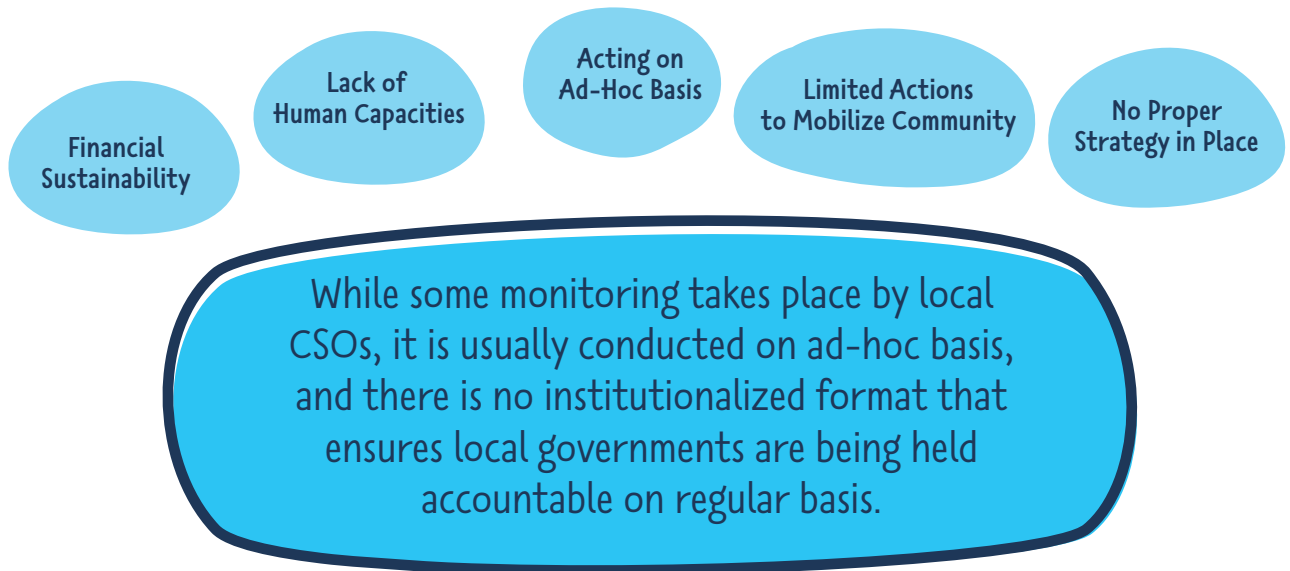 Financial
Sustainability
Lack of
Human Capacities
Acting on
Ad-Hoc Basis
Limited Actions
to Mobilize Community
No Proper
Strategy in Place
While some monitoring takes place by local
CSOs, it is usually conducted on ad-hoc basis,
and there is no institutionalized format that
ensures local governments are being held
accountable on regular basis.